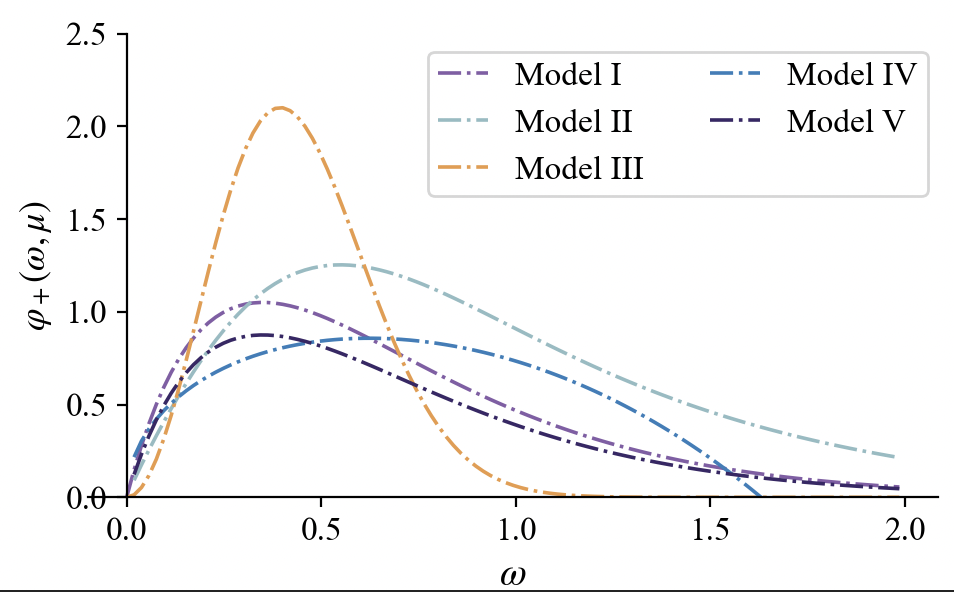 2.5
2.0
1.5
1.0
0.5
0.0
φ₊(ω, μ)
Model I
Model II
Model III
Model IV
Model V
0.0 0.5 1.0 1.5 2.0
ω